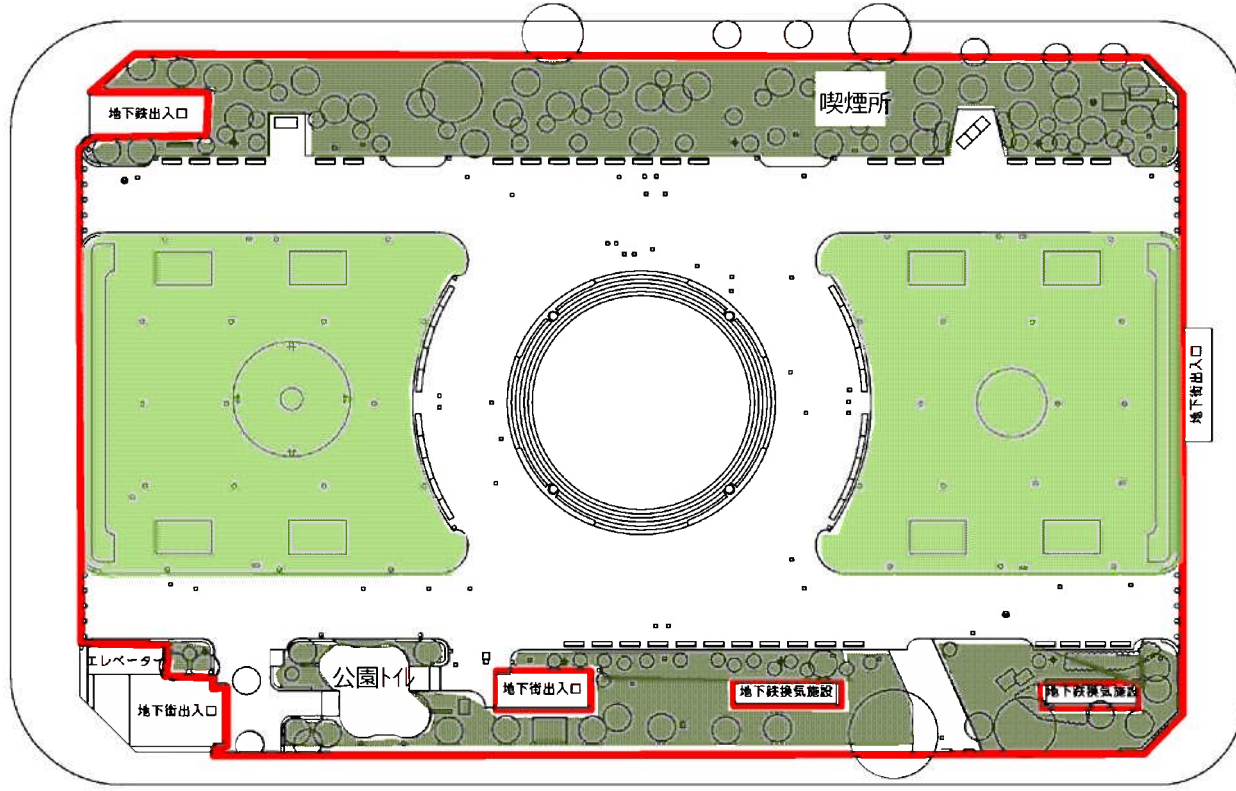 喫煙所
地下鉄出入口
地下街出入口
エレベーター
公園トイレ
地下街出入口
地下鉄換気施設
地下鉄換気施設
地下街出入口